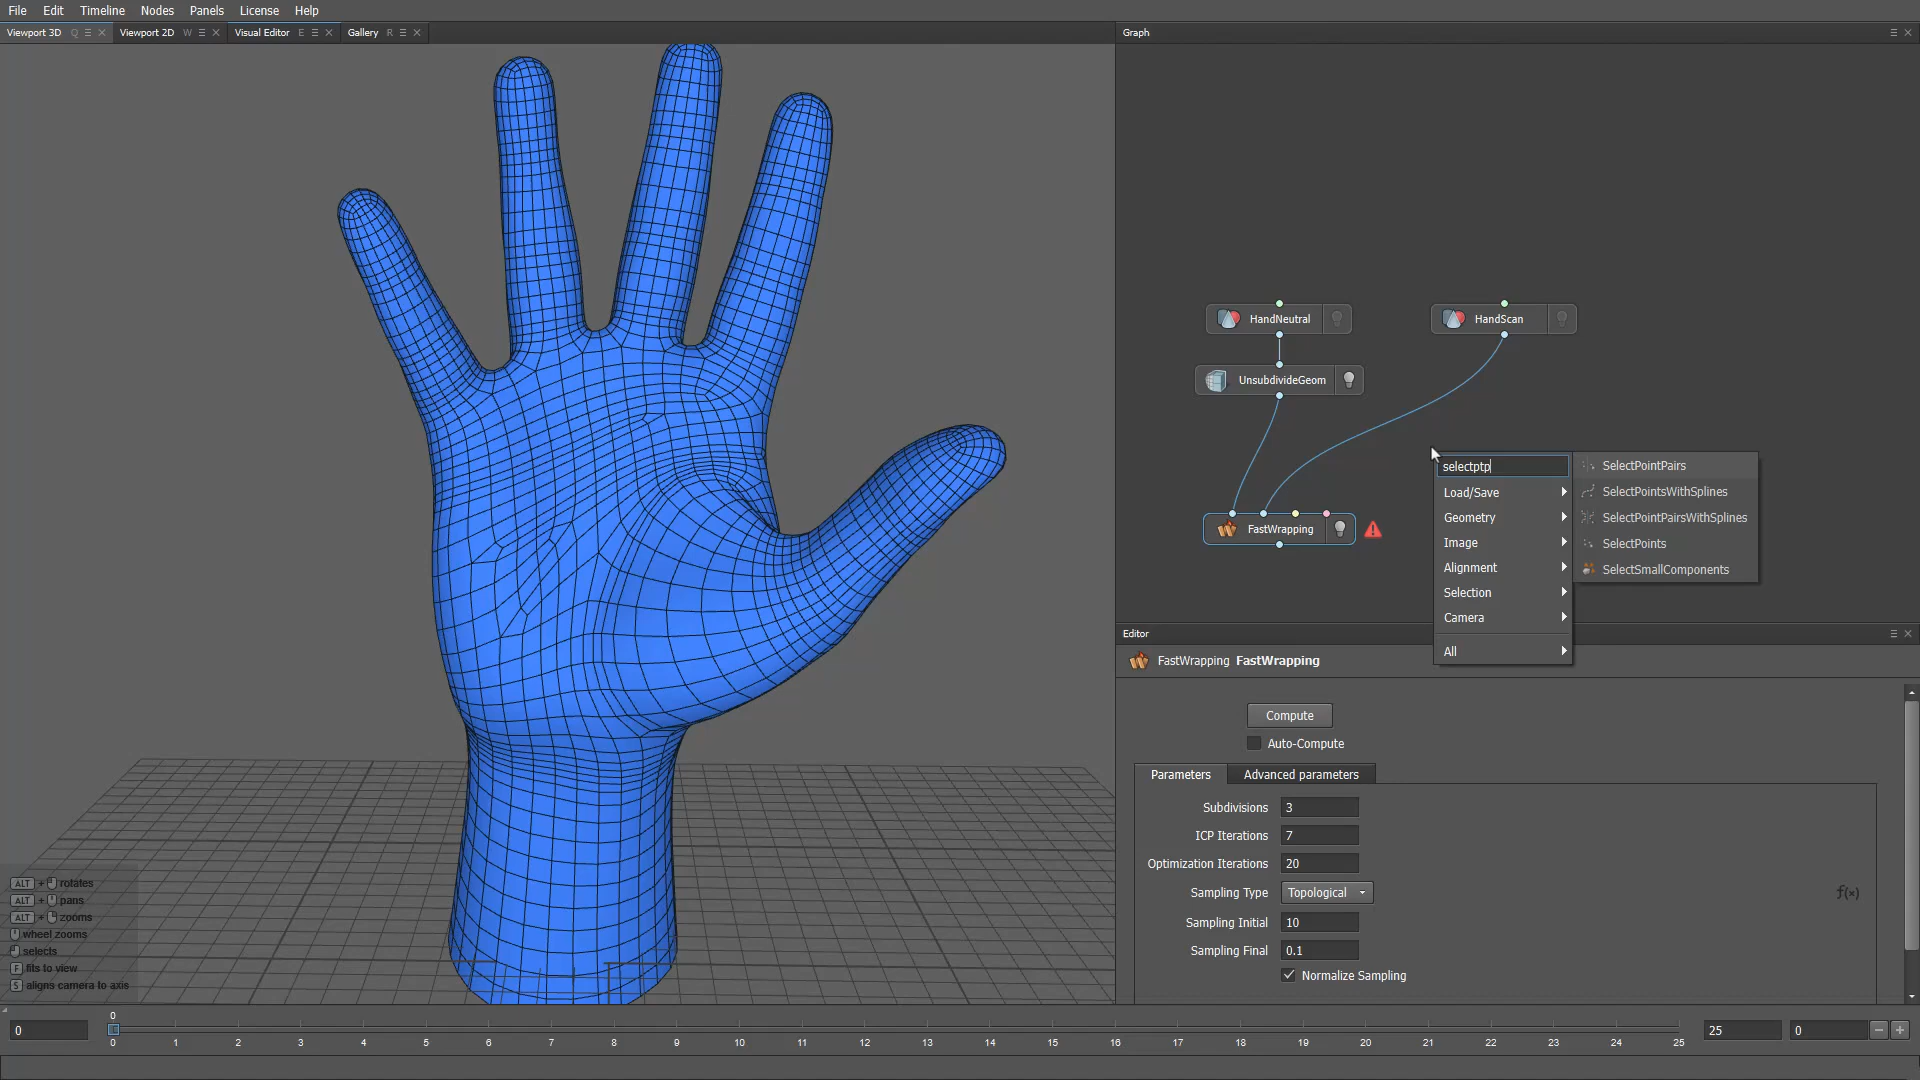 File Edit Timeline Nodes Panels License Help
Viewport 3D Q Viewport 2D W Visual Editor E Gallery R
Graph
HandNeutral
HandScan
UnsubdivideGeom
FastWrapping
selectptp
Load/Save
Geometry
Image
Alignment
Selection
Camera
All
SelectPointPairs
SelectPointsWithSplines
SelectPointPairsWithSplines
SelectPoints
SelectSmallComponents
Editor
FastWrapping FastWrapping
Compute
Auto-Compute
Parameters Advanced parameters
Subdivisions 3
ICP Iterations 7
Optimization Iterations 20
Sampling Type Topological
f(x)
Sampling Initial 10
Sampling Final 0.1
Normalize Sampling
ALT + rotates
ALT + pans
ALT + zooms
wheel zooms
selects
F fits to view
S aligns camera to axis
0
0 25 0
0 1 2 3 4 5 6 7 8 9 10 11 12 13 14 15 16 17 18 19 20 21 22 23 24 25